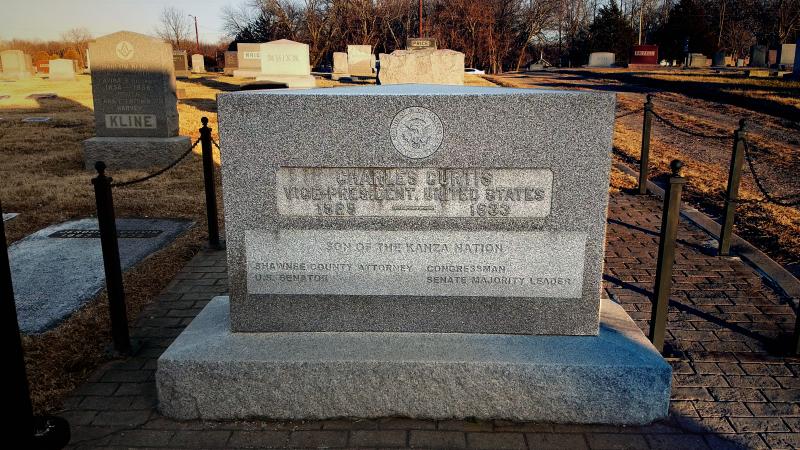 CHARLES CURTIS
VICE-PRESIDENT, UNITED STATES
1929 — 1933
SON OF THE KANZA NATION
SHAWNEE COUNTY ATTORNEY CONGRESSMAN
U.S. SENATOR SENATE MAJORITY LEADER
KLINE